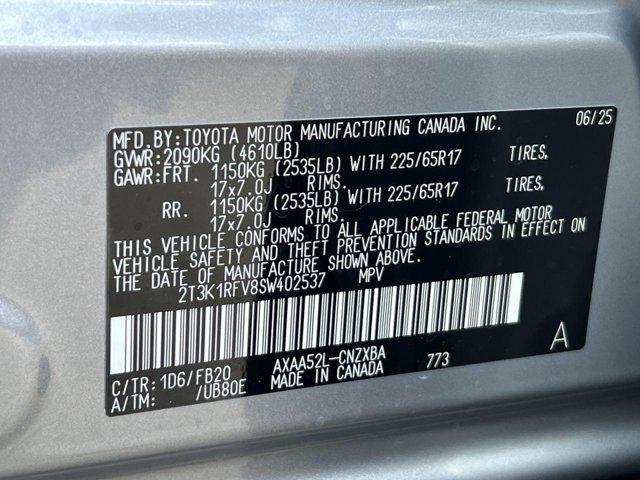 MFD.BY:TOYOTA MOTOR MANUFACTURING CANADA INC. 06/25
GVWR:2090KG (4610LB)
GAWR:FRT. 1150KG (2535LB) WITH 225/65R17 TIRES,
17x7.0J RIMS.
RR. 1150KG (2535LB) WITH 225/65R17 TIRES,
17x7.0J RIMS.
THIS VEHICLE CONFORMS TO ALL APPLICABLE FEDERAL MOTOR
VEHICLE SAFETY AND THEFT PREVENTION STANDARDS IN EFFECT ON
THE DATE OF MANUFACTURE SHOWN ABOVE.
2T3K1RFV8SW402537 MPV
A
C/TR:1D6/FB20 AXAA52L-CNZXBA 773
A/TM: /UB80E MADE IN CANADA